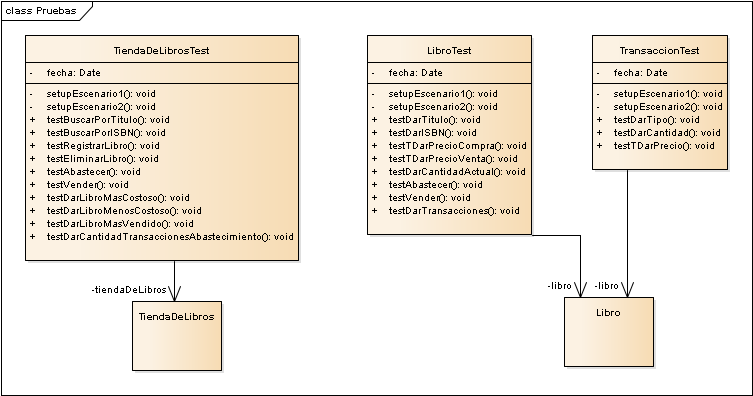 class Pruebas
TiendaDeLibrosTest
- fecha: Date
- setupEscenario1(): void
- setupEscenario2(): void
+ testBuscarPorTitulo(): void
+ testBuscarPorISBN(): void
+ testRegistrarLibro(): void
+ testEliminarLibro(): void
+ testAbastecer(): void
+ testVender(): void
+ testDarLibroMasCostoso(): void
+ testDarLibroMenosCostoso(): void
+ testDarLibroMasVendido(): void
+ testDarCantidadTransaccionesAbastecimiento(): void
LibroTest
- fecha: Date
- setupEscenario1(): void
- setupEscenario2(): void
+ testDarTitulo(): void
+ testDarISBN(): void
+ testTDarPrecioCompra(): void
+ testTDarPrecioVenta(): void
+ testDarCantidadActual(): void
+ testAbastecer(): void
+ testVender(): void
+ testDarTransacciones(): void
TransaccionTest
- fecha: Date
- setupEscenario1(): void
- setupEscenario2(): void
+ testDarTipo(): void
+ testDarCantidad(): void
+ testTDarPrecio(): void
-tiendaDeLibros
-libro
-libro
TiendaDeLibros
Libro